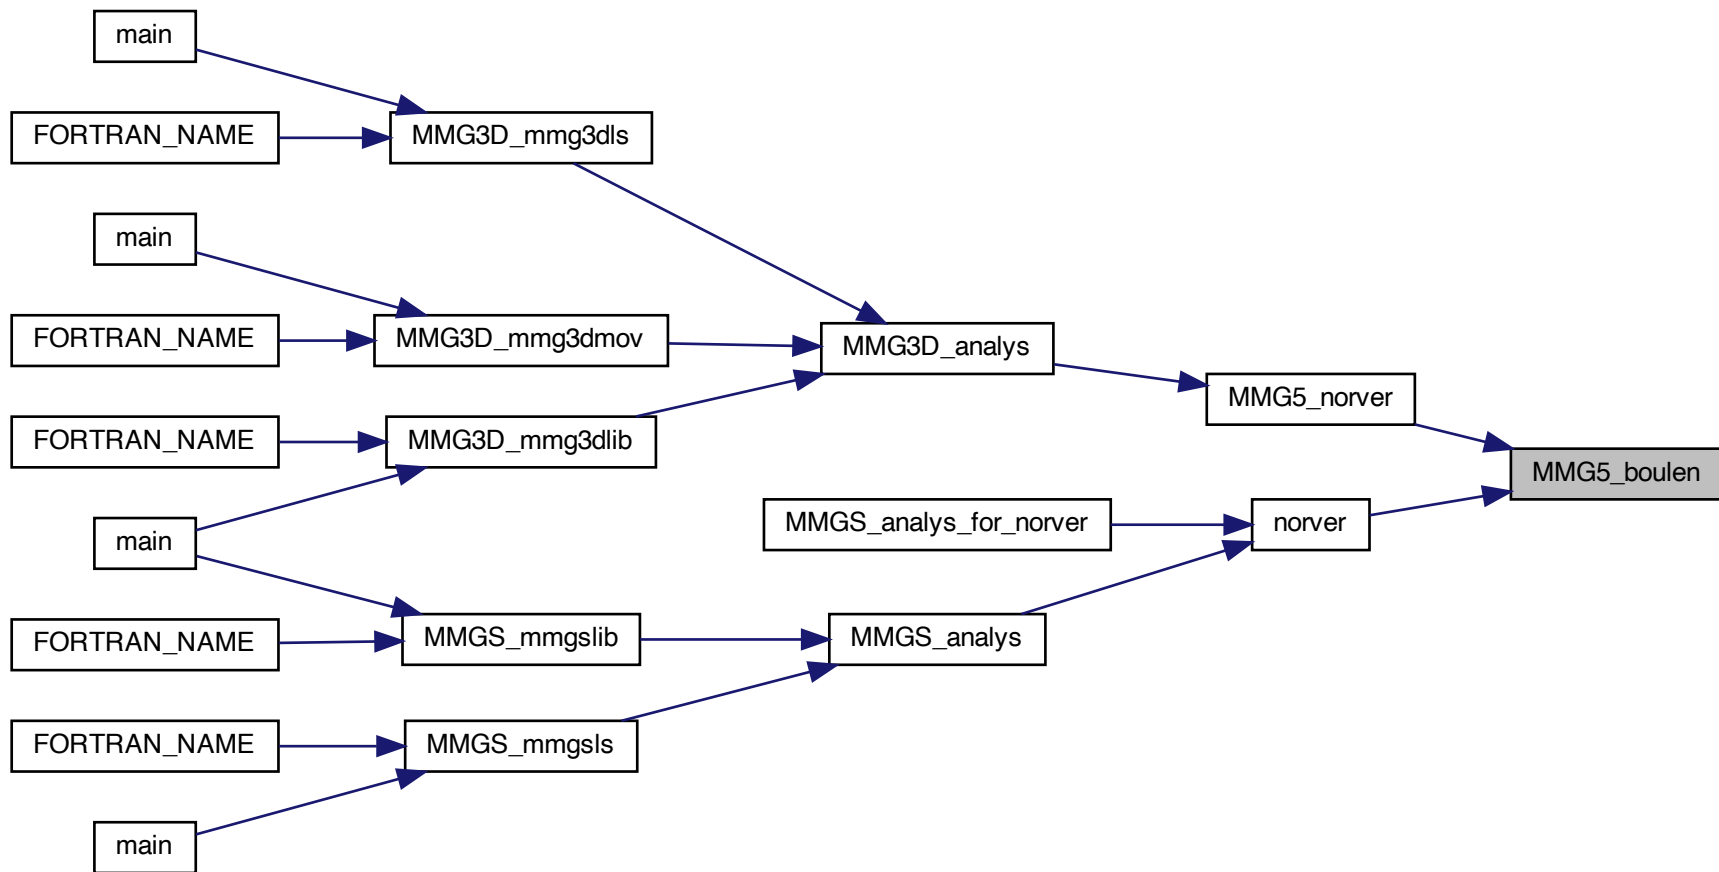 main
FORTRAN_NAME
MMG3D_mmg3dls
main
FORTRAN_NAME
MMG3D_mmg3dmov
MMG3D_analys
MMG5_norver
FORTRAN_NAME
MMG3D_mmg3dlib
MMG5_boulen
main
MMGS_analys_for_norver
norver
FORTRAN_NAME
MMGS_mmgslib
MMGS_analys
FORTRAN_NAME
MMGS_mmgsls
main